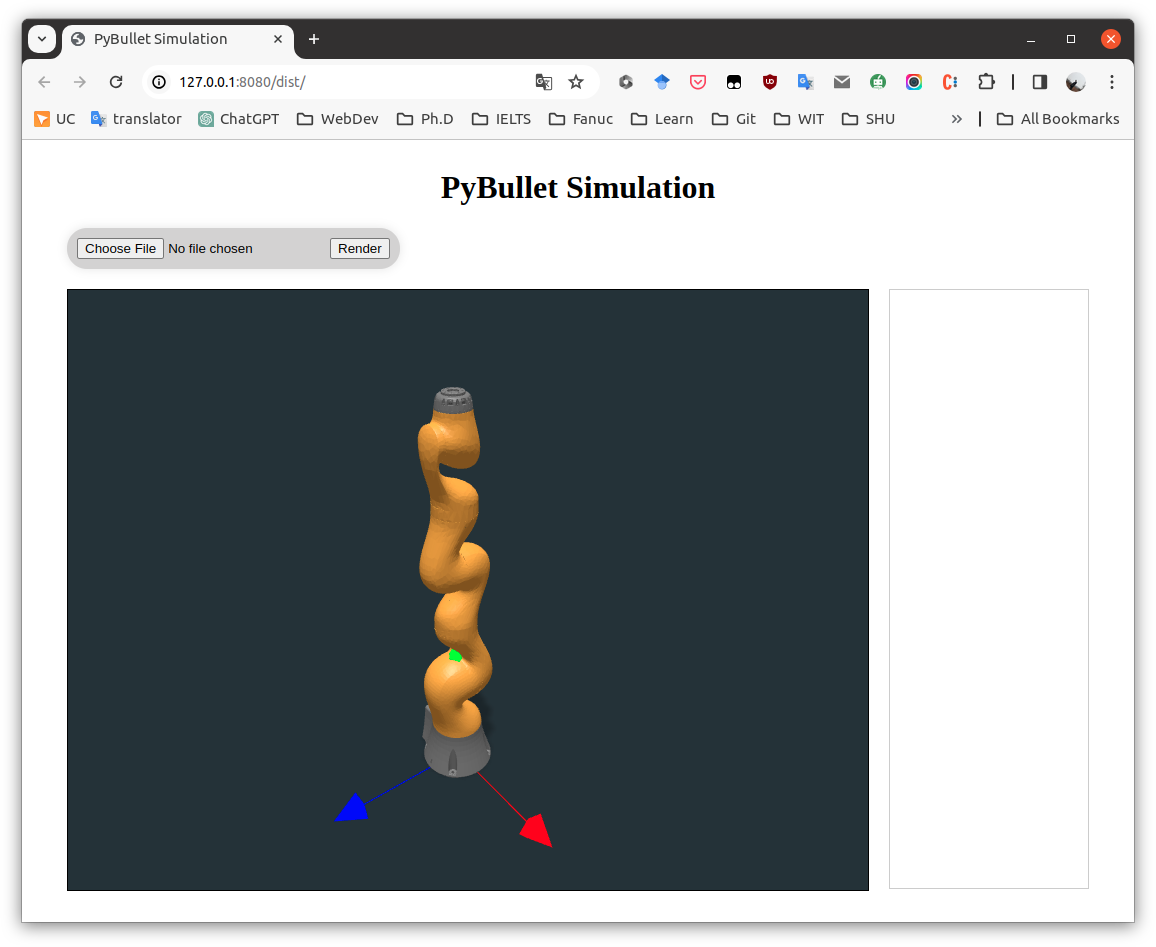 PyBullet Simulation
127.0.0.1:8080/dist/
UC translator ChatGPT WebDev Ph.D IELTS Fanuc Learn Git WIT SHU » All Bookmarks
PyBullet Simulation
Choose File No file chosen Render